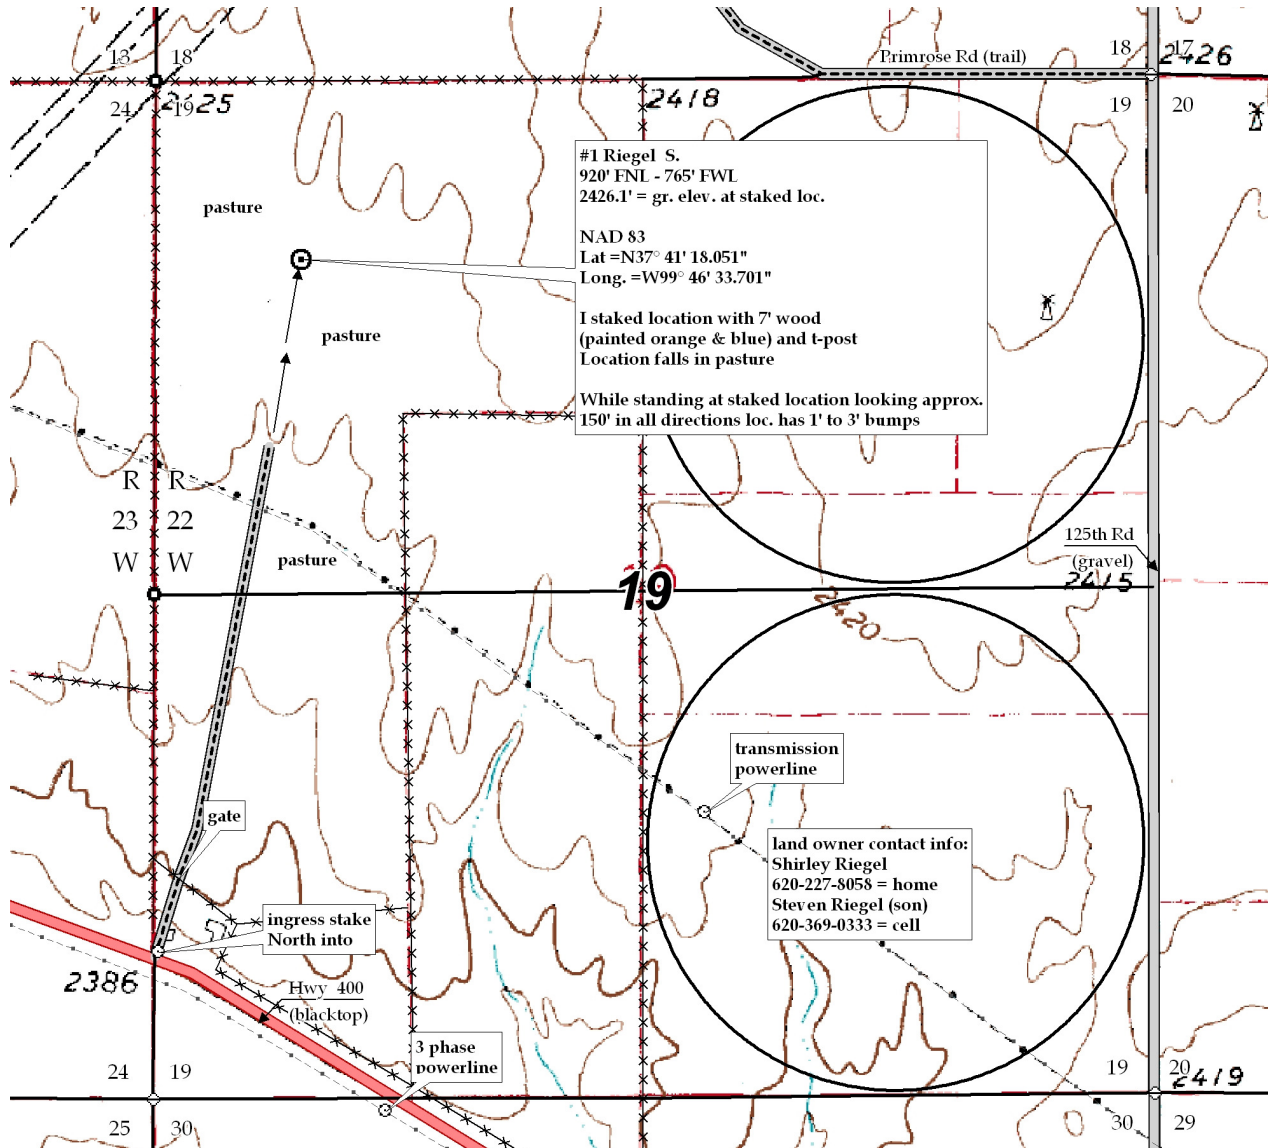 13 18
18 17
2426
Primrose Rd (trail)
24 19
2425
2418
19 20
#1 Riegel S.
920' FNL - 765' FWL
2426.1' = gr. elev. at staked loc.
NAD 83
Lat =N37° 41' 18.051"
Long. =W99° 46' 33.701"
I staked location with 7' wood
(painted orange & blue) and t-post
Location falls in pasture
While standing at staked location looking approx.
150' in all directions loc. has 1' to 3' bumps
pasture
pasture
R R
23 22
W W
pasture
125th Rd
(gravel)
2415
19
2420
transmission
powerline
gate
land owner contact info:
Shirley Riegel
620-227-8058 = home
Steven Riegel (son)
620-369-0333 = cell
ingress stake
North into
2386
Hwy 400
(blacktop)
3 phase
powerline
24 19
19 20
2419
25 30
30 29